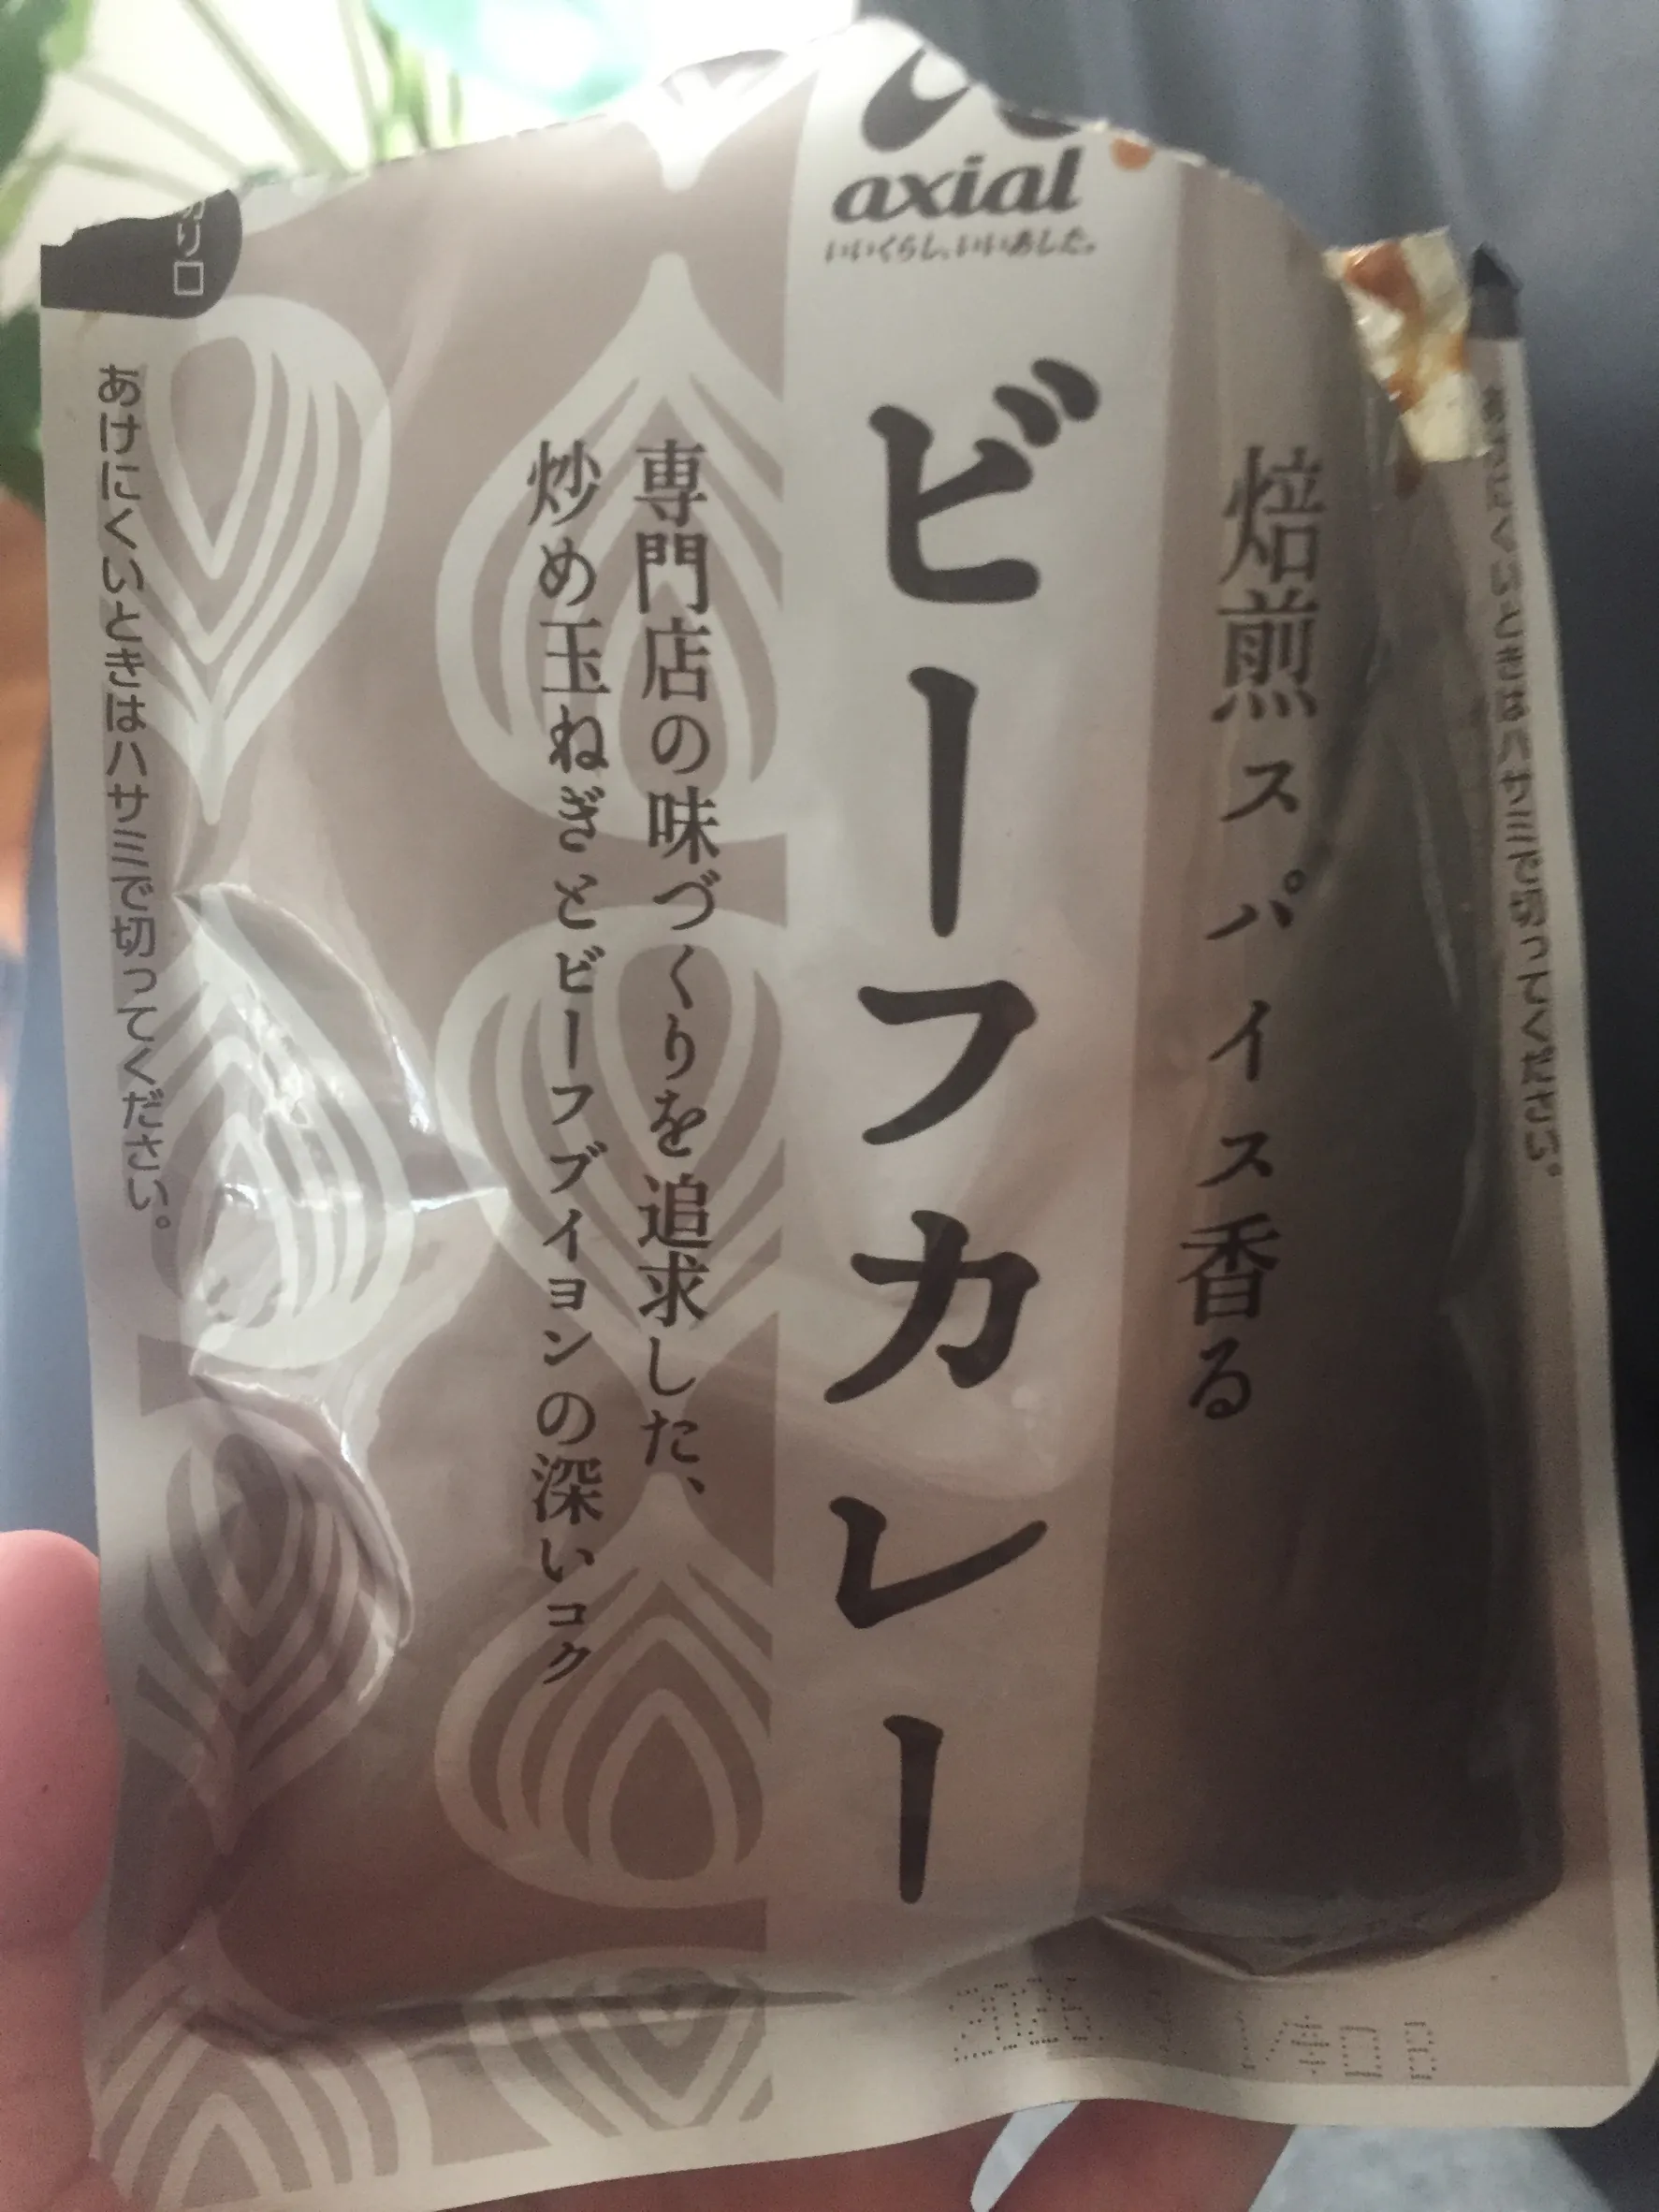 axial
いいくらし、いいあした。
切り口
焙煎スパイス香る
ビーフカレー
専門店の味づくりを追求した、
炒め玉ねぎとビーフブイヨンの深いコク
あけにくいときはハサミで切ってください。
あけにくいときはハサミで切ってください。
2026.